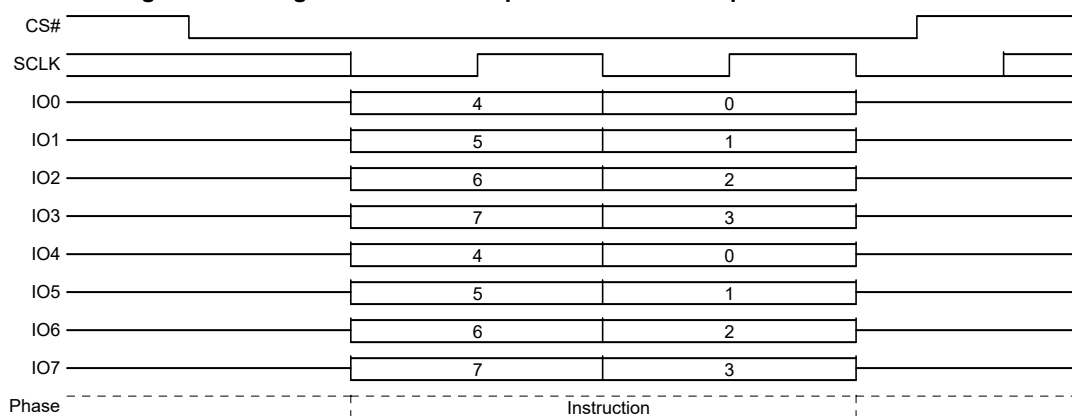 CS#
SCLK
IO0 4 0
IO1 5 1
IO2 6 2
IO3 7 3
IO4 4 0
IO5 5 1
IO6 6 2
IO7 7 3
Phase Instruction